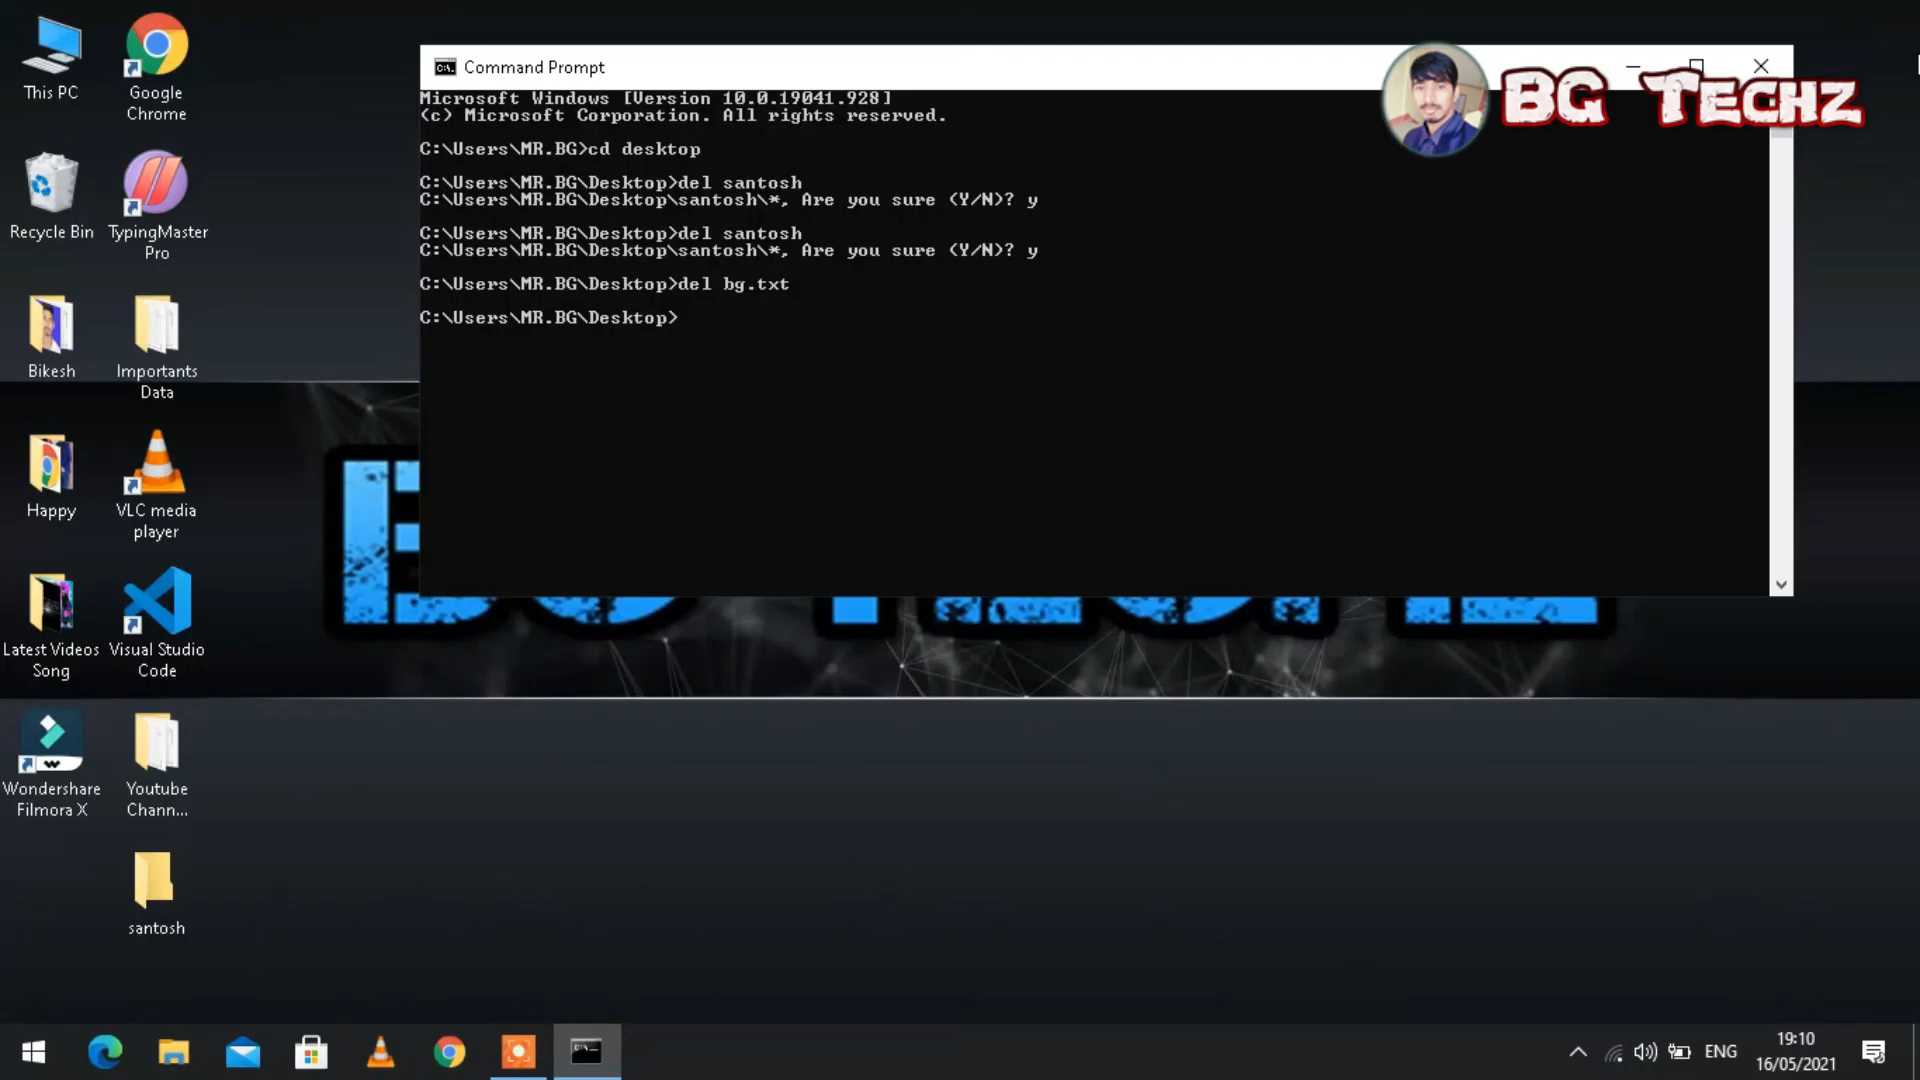 This PC
Google
Chrome
Recycle Bin
TypingMaster
Pro
Bikesh
Importants
Data
Happy
VLC media
player
Latest Videos
Song
Visual Studio
Code
Wondershare
Filmora X
Youtube
Chann...
santosh
Command Prompt
BG Techz
Microsoft Windows [Version 10.0.19041.928]
(c) Microsoft Corporation. All rights reserved.
C:\Users\MR.BG>cd desktop
C:\Users\MR.BG\Desktop>del santosh
C:\Users\MR.BG\Desktop\santosh\*, Are you sure (Y/N)? y
C:\Users\MR.BG\Desktop>del santosh
C:\Users\MR.BG\Desktop\santosh\*, Are you sure (Y/N)? y
C:\Users\MR.BG\Desktop>del bg.txt
C:\Users\MR.BG\Desktop>
ENG
19:10
16/05/2021